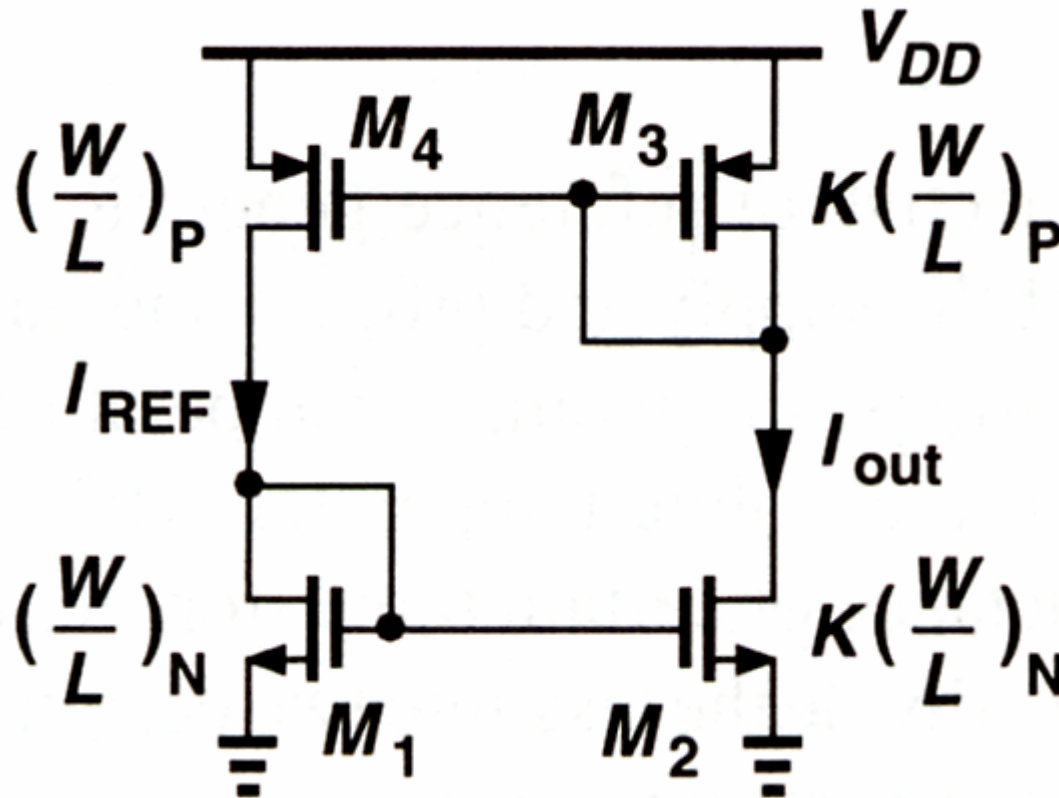 V_DD
M_4
M_3
(W/L)_P
K(W/L)_P
I_REF
I_out
(W/L)_N
K(W/L)_N
M_1
M_2